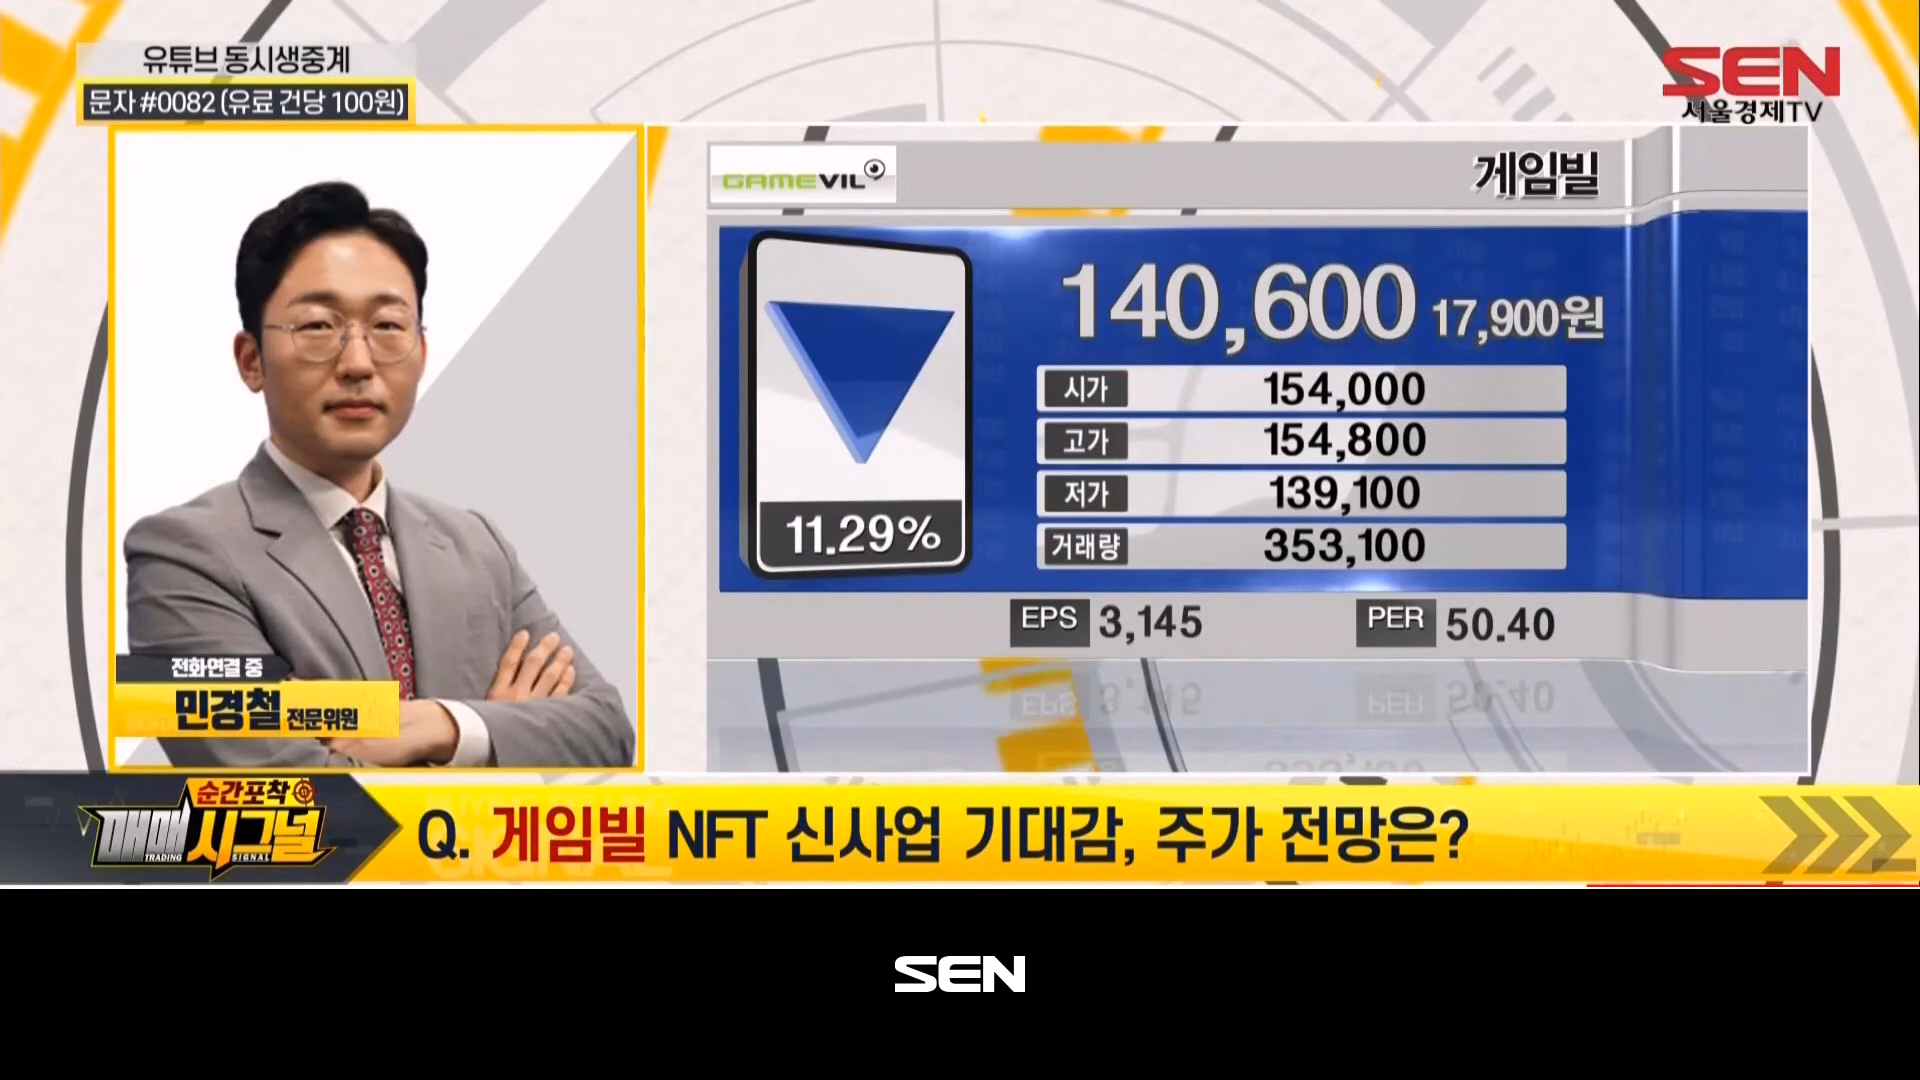 유튜브 동시생중계
문자 #0082 (유료 건당 100원)
SEN
서울경제TV
GAMEVIL
게임빌
140,600 17,900원
시가 154,000
고가 154,800
저가 139,100
거래량 353,100
11.29%
EPS 3,145 PER 50.40
전화연결 중
민경철 전문위원
순간포착
매매 시그널
TRADING SIGNAL
Q. 게임빌 NFT 신사업 기대감, 주가 전망은?
SEN